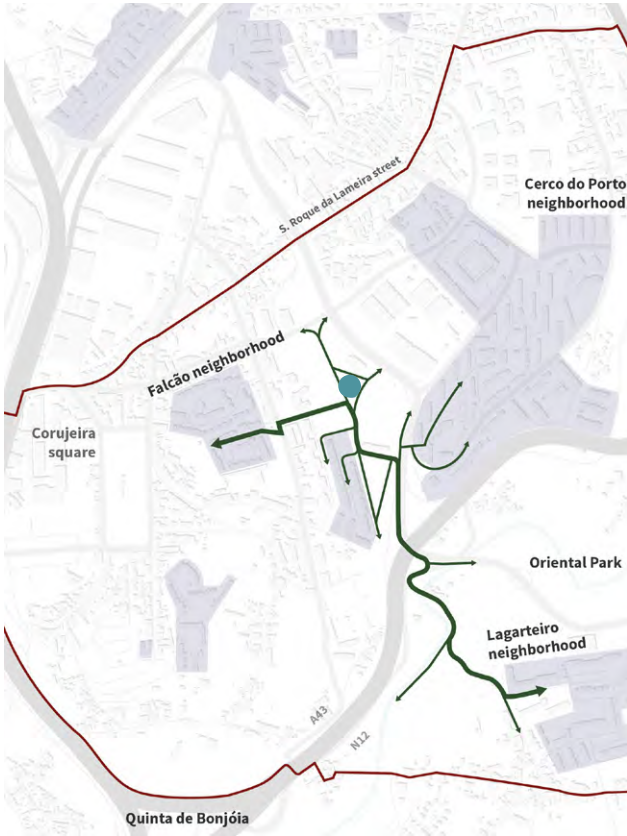 S. Roque da Lameira street
Cerco do Porto
neighborhood
Falcão neighborhood
Corujeira
square
Oriental Park
Lagarteiro
neighborhood
A43
N12
Quinta de Bonjóia